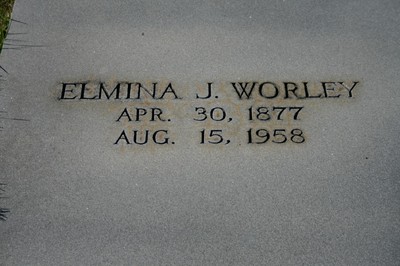 ELMINA J. WORLEY
APR. 30, 1877
AUG. 15, 1958